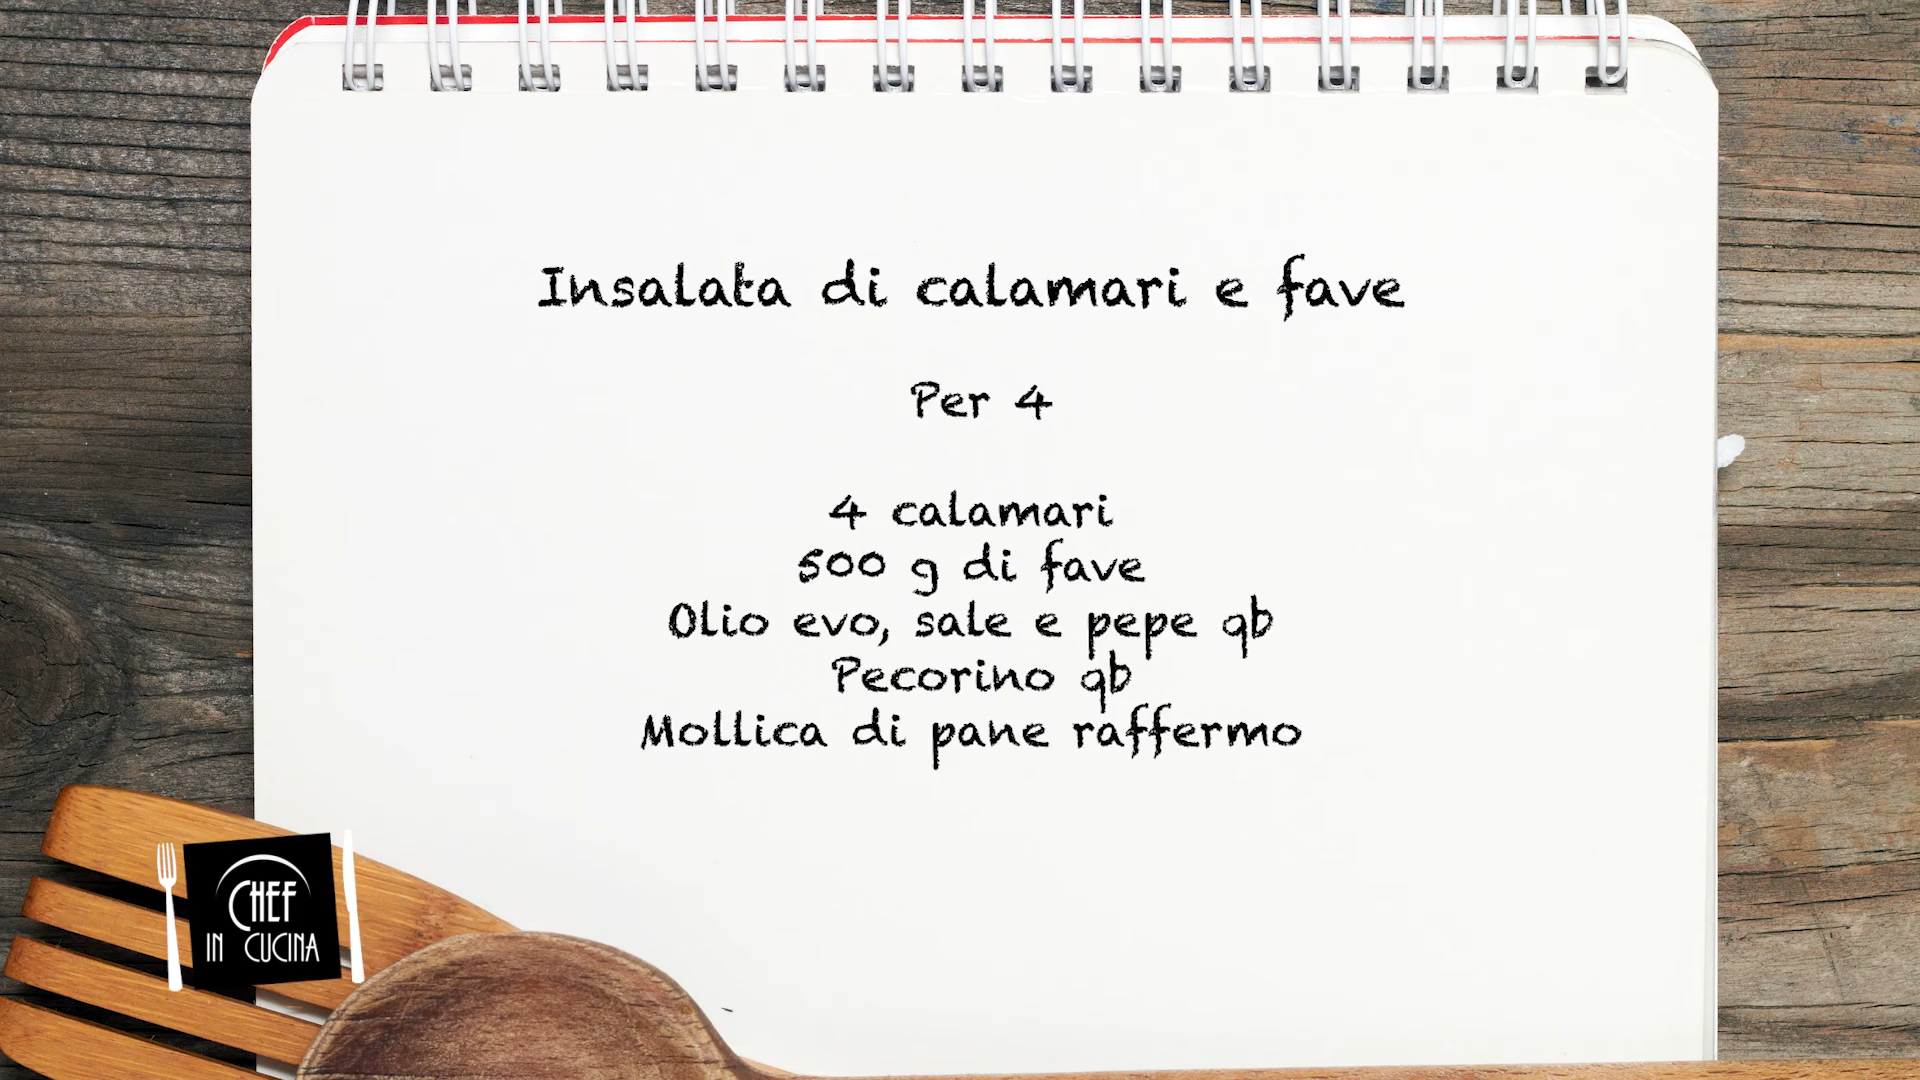 Insalata di calamari e fave
Per 4
4 calamari
500 g di fave
Olio evo, sale e pepe qb
Pecorino qb
Mollica di pane raffermo
CHEF
IN CUCINA